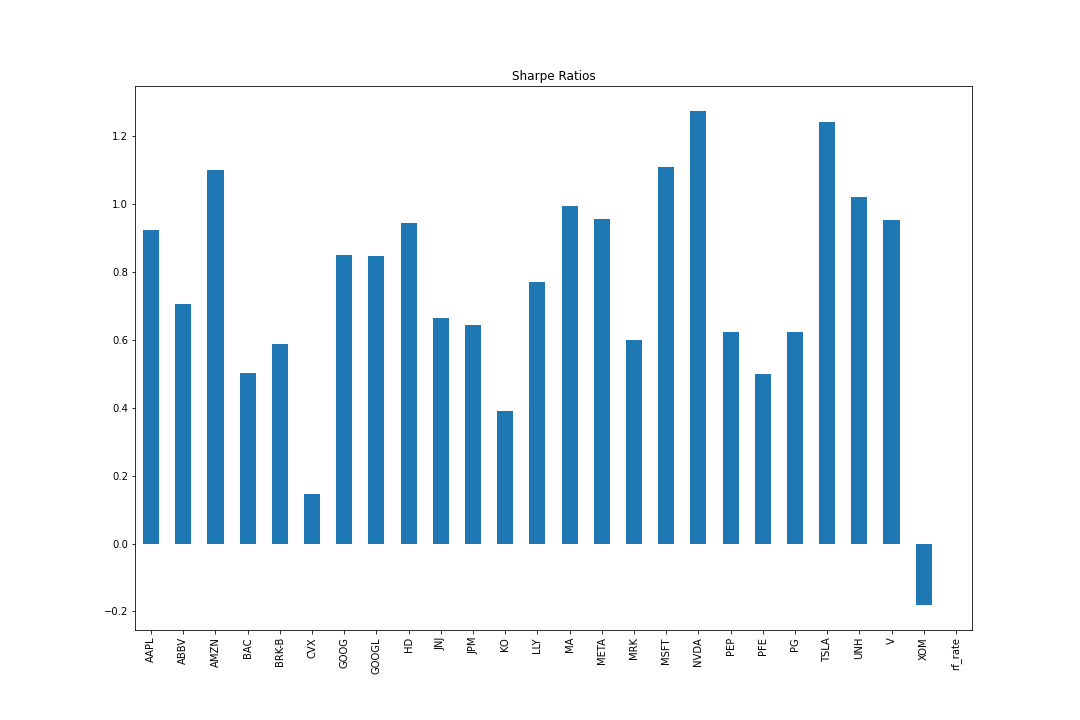 Sharpe Ratios
1.2
1.0
0.8
0.6
0.4
0.2
0.0
−0.2
AAPL
ABBV
AMZN
BAC
BRK-B
CVX
GOOG
GOOGL
HD
JNJ
JPM
KO
LLY
MA
META
MRK
MSFT
NVDA
PEP
PFE
PG
TSLA
UNH
V
XOM
rf_rate